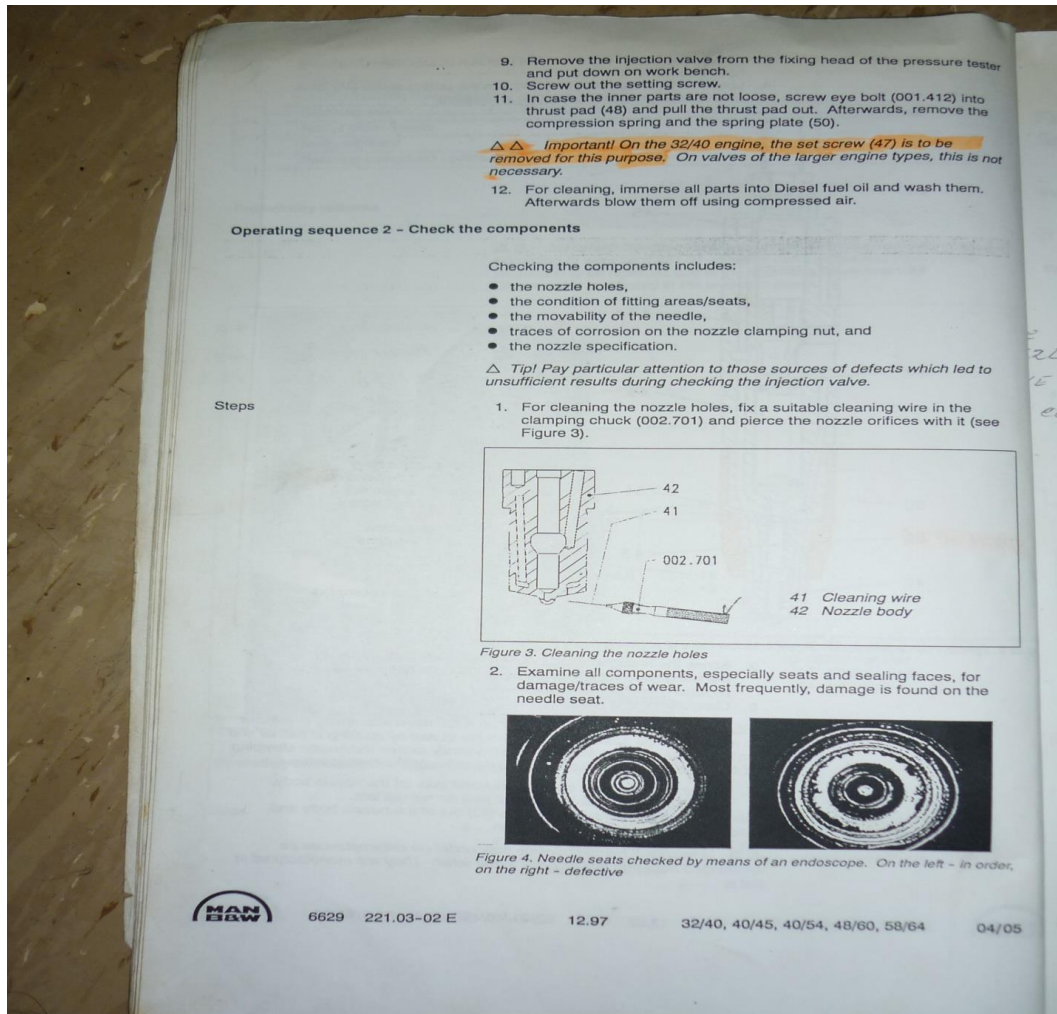 9. Remove the injection valve from the fixing head of the pressure tester
and put down on work bench.
10. Screw out the setting screw.
11. In case the inner parts are not loose, screw eye bolt (001.412) into
thrust pad (48) and pull the thrust pad out. Afterwards, remove the
compression spring and the spring plate (50).
△ △ Important! On the 32/40 engine, the set screw (47) is to be
removed for this purpose. On valves of the larger engine types, this is not
necessary.
12. For cleaning, immerse all parts into Diesel fuel oil and wash them.
Afterwards blow them off using compressed air.
Operating sequence 2 – Check the components
Checking the components includes:
● the nozzle holes,
● the condition of fitting areas/seats,
● the movability of the needle,
● traces of corrosion on the nozzle clamping nut, and
● the nozzle specification.
△ Tip! Pay particular attention to those sources of defects which led to
unsufficient results during checking the injection valve.
Steps
1. For cleaning the nozzle holes, fix a suitable cleaning wire in the
clamping chuck (002.701) and pierce the nozzle orifices with it (see
Figure 3).
42
41
002.701
41 Cleaning wire
42 Nozzle body
Figure 3. Cleaning the nozzle holes
2. Examine all components, especially seats and sealing faces, for
damage/traces of wear. Most frequently, damage is found on the
needle seat.
Figure 4. Needle seats checked by means of an endoscope. On the left – in order,
on the right – defective
MAN
B&W
6629 221.03–02 E 12.97 32/40, 40/45, 40/54, 48/60, 58/64 04/05